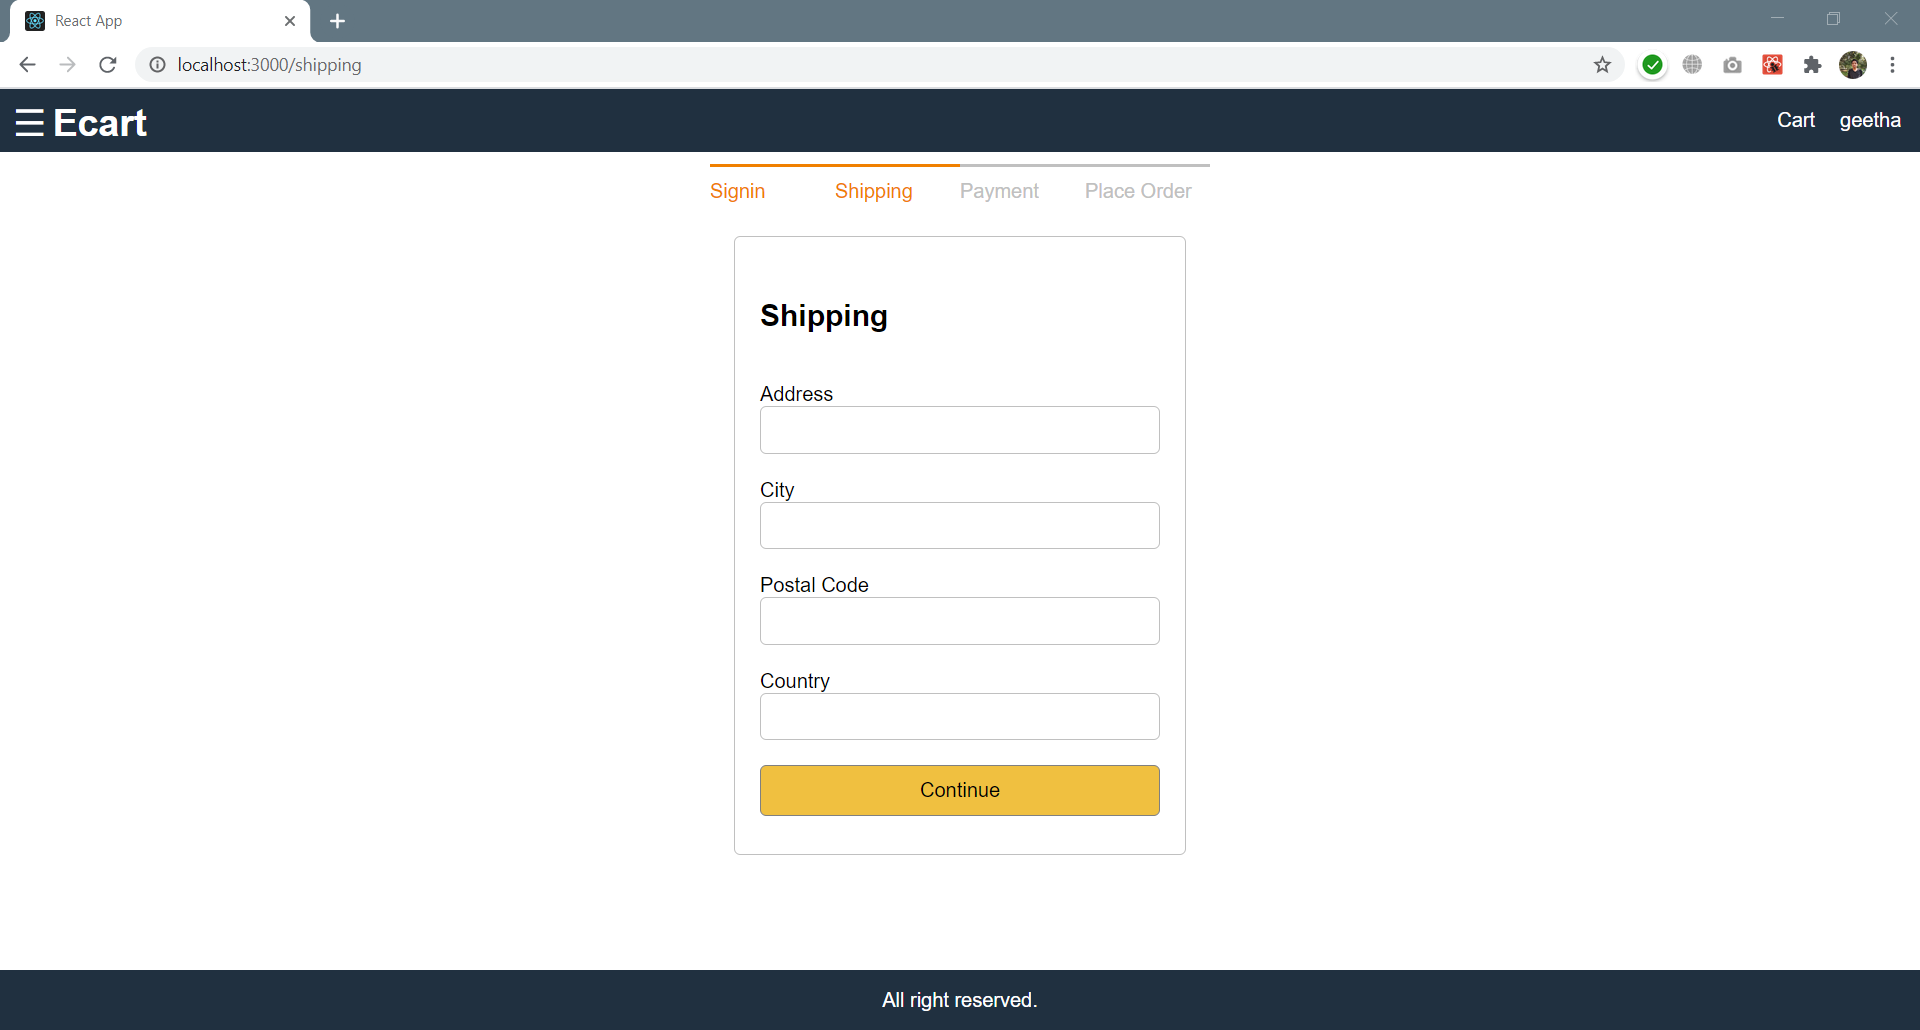 React App
localhost:3000/shipping
Ecart
Cart geetha
Signin Shipping Payment Place Order
Shipping
Address
City
Postal Code
Country
Continue
All right reserved.